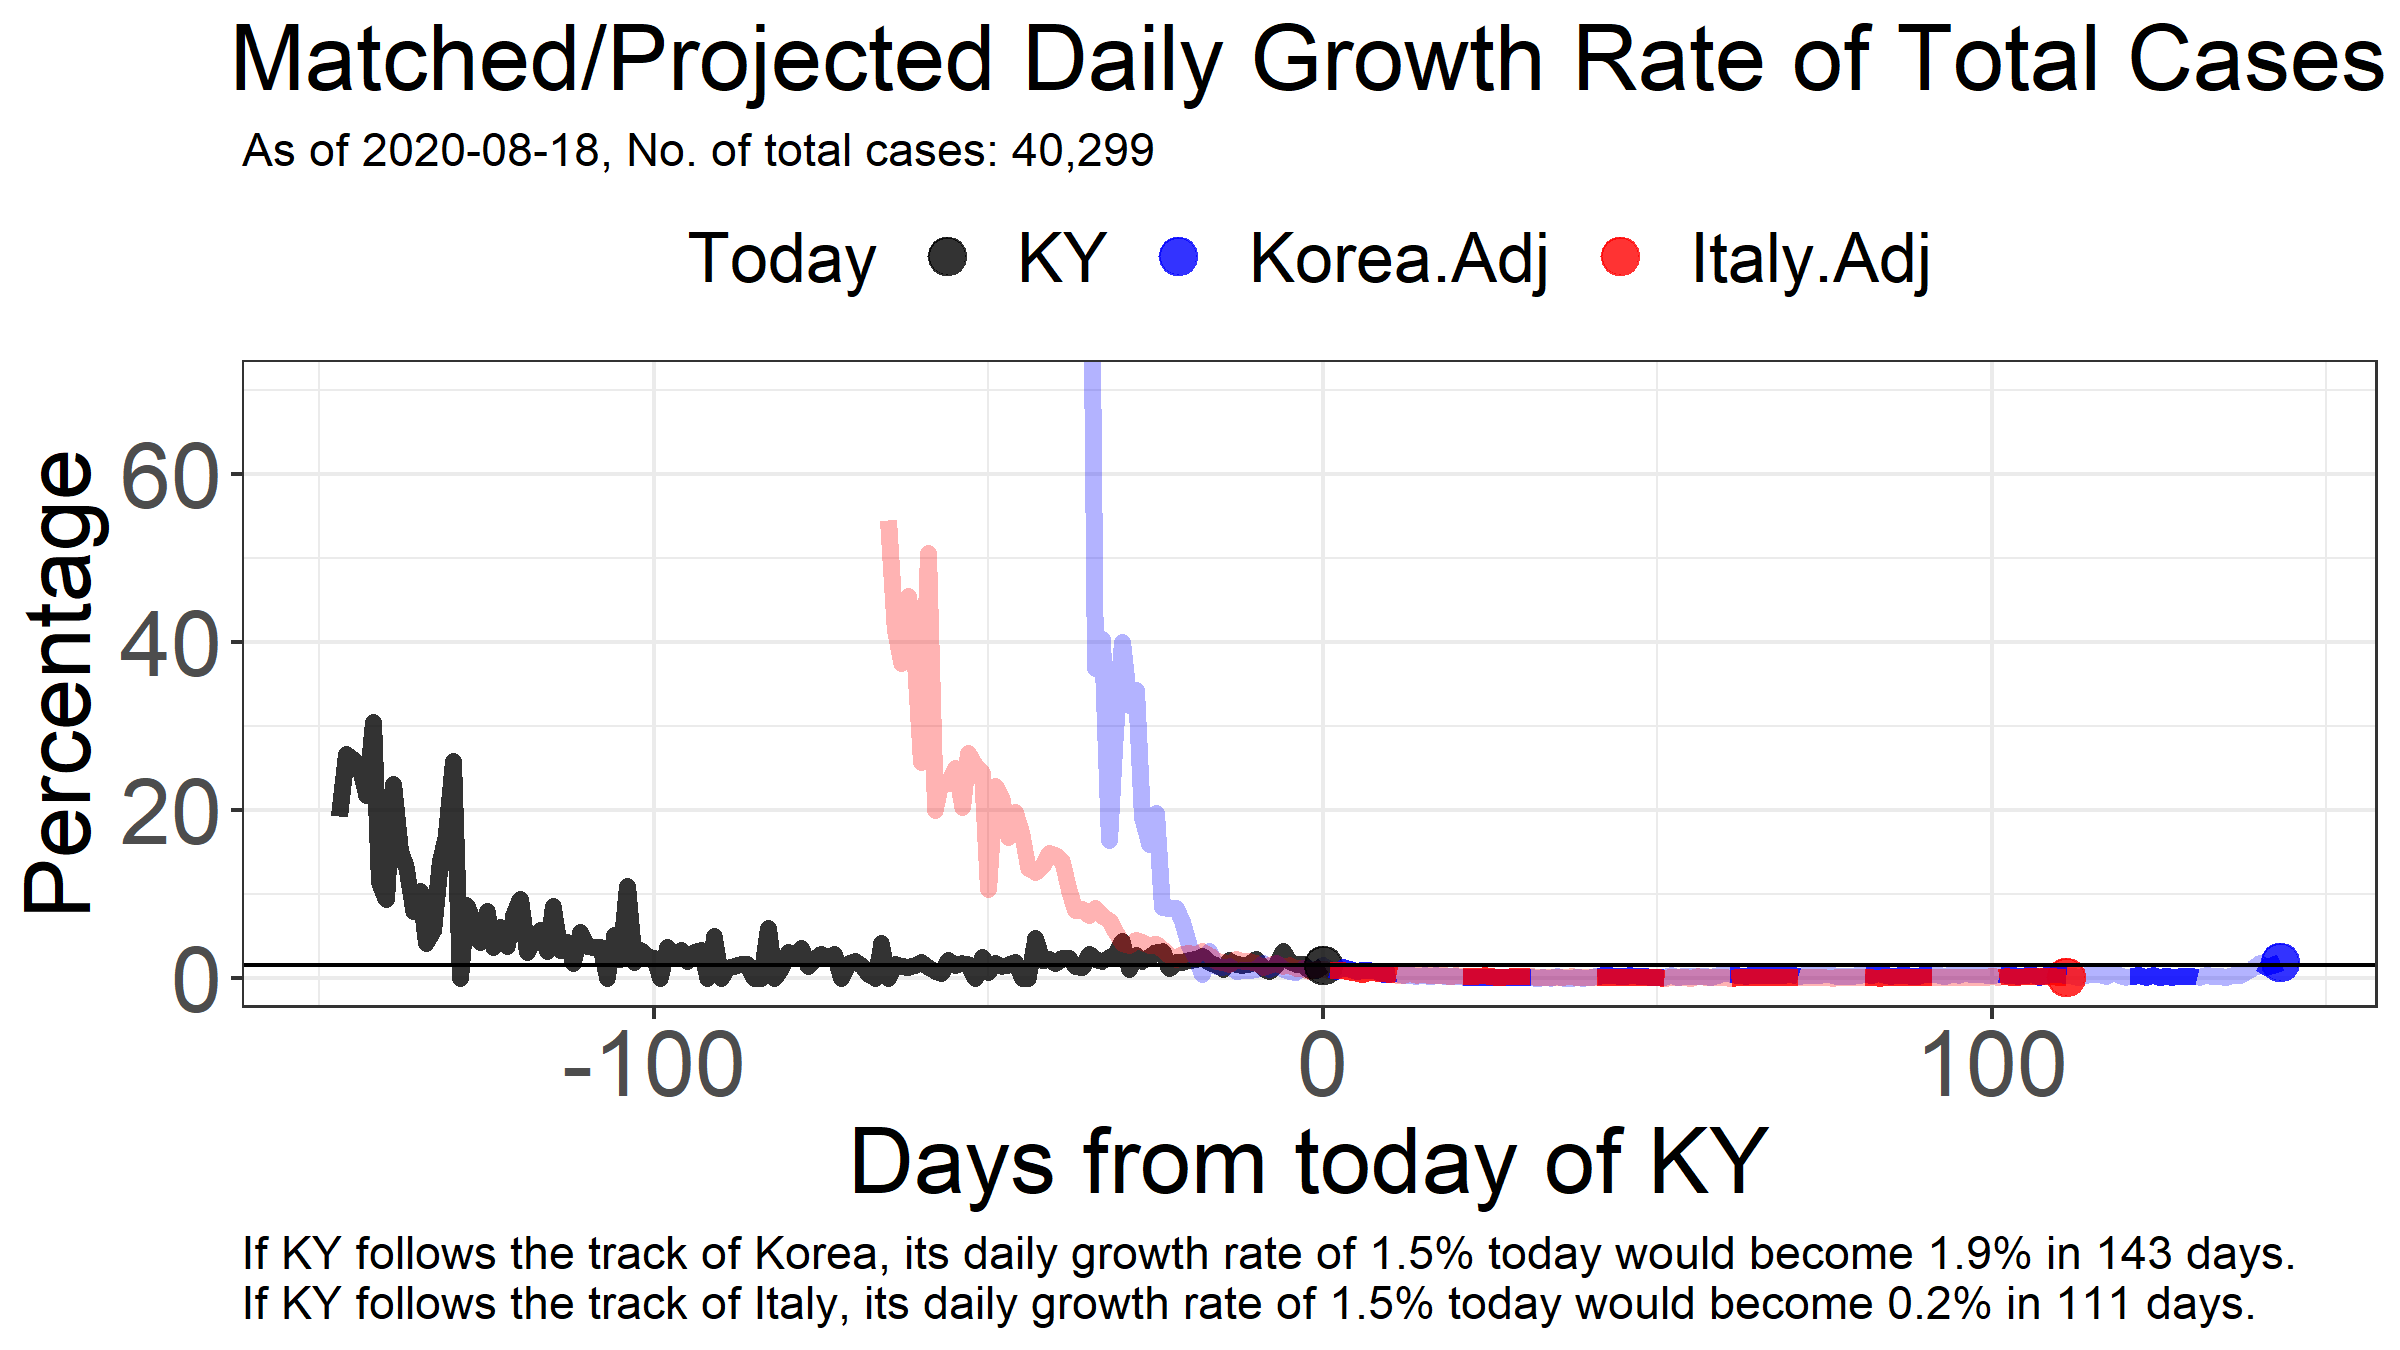 Matched/Projected Daily Growth Rate of Total Cases
As of 2020-08-18, No. of total cases: 40,299
Today KY Korea.Adj Italy.Adj
Percentage
60
40
20
0
-100 0 100
Days from today of KY
If KY follows the track of Korea, its daily growth rate of 1.5% today would become 1.9% in 143 days.
If KY follows the track of Italy, its daily growth rate of 1.5% today would become 0.2% in 111 days.